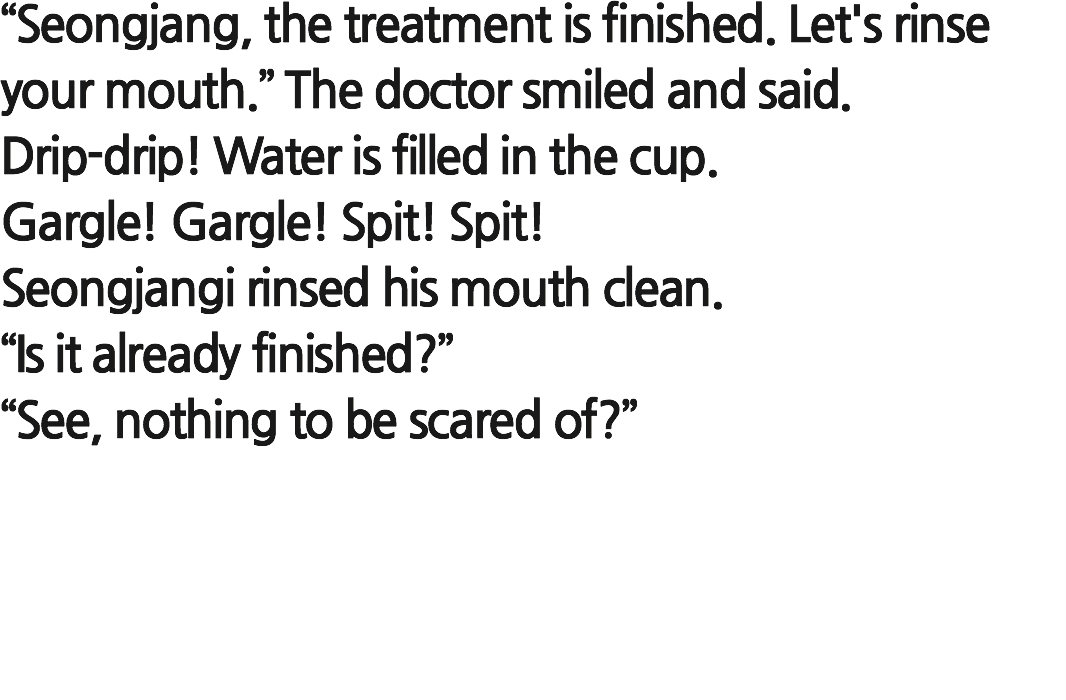 “Seongjang, the treatment is finished. Let's rinse
your mouth.” The doctor smiled and said.
Drip-drip! Water is filled in the cup.
Gargle! Gargle! Spit! Spit!
Seongjangi rinsed his mouth clean.
“Is it already finished?”
“See, nothing to be scared of?”